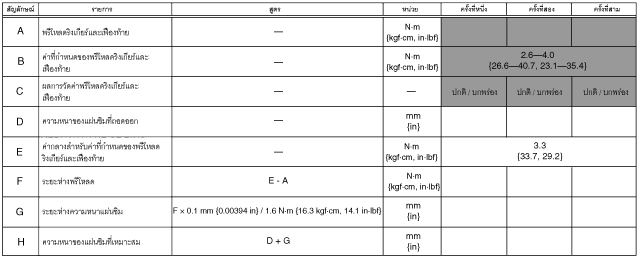 สัญลักษณ์ รายการ สูตร หน่วย ครั้งที่หนึ่ง ครั้งที่สอง ครั้งที่สาม
A พรีโหลดริงเกียร์และเฟืองท้าย — N·m
{kgf·cm, in·lbf}
B ค่าที่กำหนดของพรีโหลดริงเกียร์และ
เฟืองท้าย — N·m
{kgf·cm, in·lbf} 2.6—4.0
{26.6—40.7, 23.1—35.4}
C ผลการวัดค่าพรีโหลดริงเกียร์และ
เฟืองท้าย — — ปกติ / บกพร่อง ปกติ / บกพร่อง ปกติ / บกพร่อง
D ความหนาของแผ่นชิมที่ถอดออก — mm
{in}
E ค่ากลางสำหรับค่าที่กำหนดของพรีโหลด
ริงเกียร์และเฟืองท้าย — N·m
{kgf·cm, in·lbf} 3.3
{33.7, 29.2}
F ระยะห่างพรีโหลด E - A N·m
{kgf·cm, in·lbf}
G ระยะห่างความหนาแผ่นชิม F × 0.1 mm {0.00394 in} / 1.6 N·m {16.3 kgf·cm, 14.1 in·lbf} mm
{in}
H ความหนาของแผ่นชิมที่เหมาะสม D + G mm
{in}